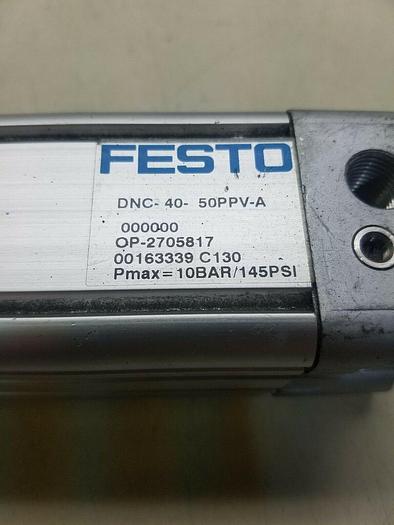 FESTO
DNC- 40- 50PPV-A
000000
OP-2705817
00163339 C130
Pmax=10BAR/145PSI